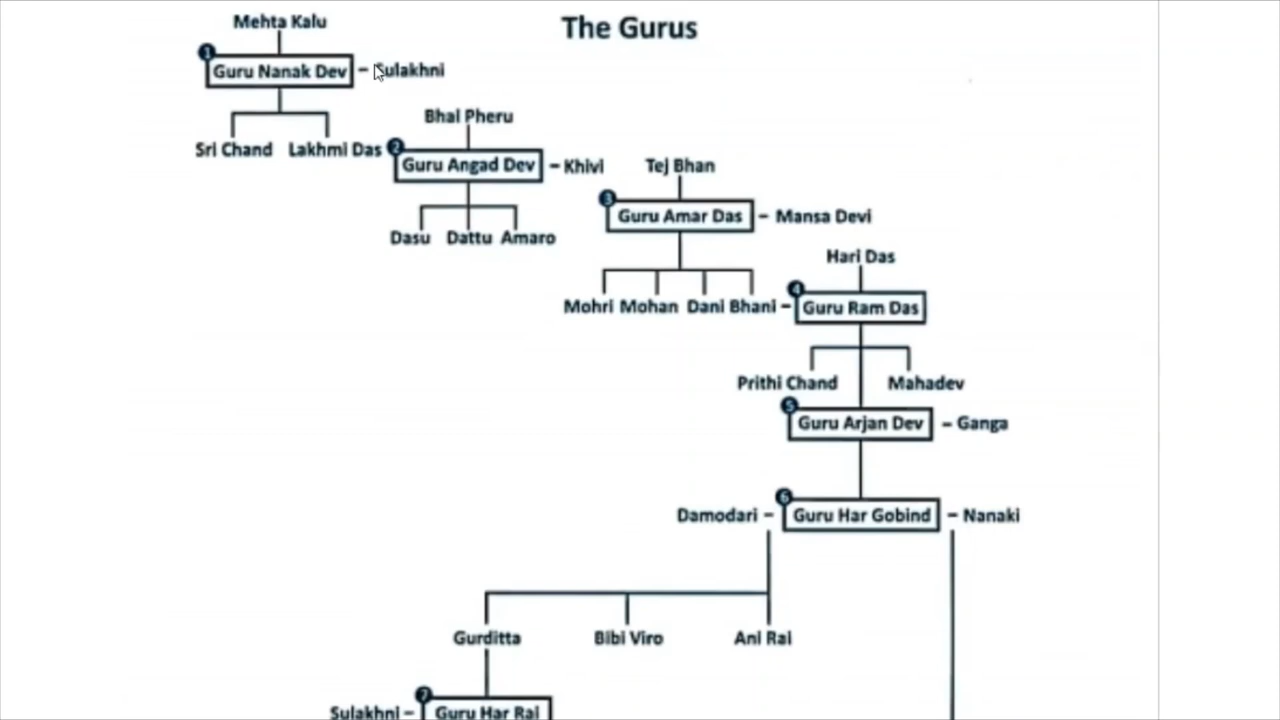 The Gurus
Mehta Kalu
1
Guru Nanak Dev – Sulakhni
Sri Chand Lakhmi Das
Bhai Pheru
2
Guru Angad Dev – Khivi
Dasu Dattu Amaro
Tej Bhan
3
Guru Amar Das – Mansa Devi
Mohri Mohan Dani Bhani –
Hari Das
4
Guru Ram Das
Prithi Chand Mahadev
5
Guru Arjan Dev – Ganga
6
Damodari – Guru Har Gobind – Nanaki
Gurditta Bibi Viro Ani Rai
7
Sulakhni – Guru Har Rai